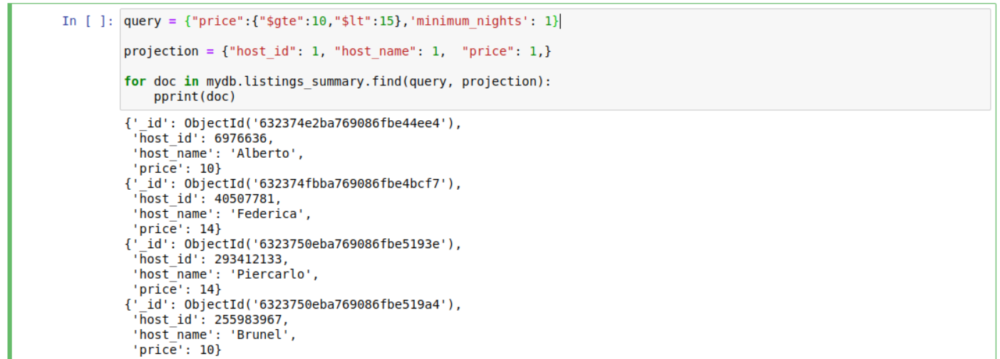 In [ ]: query = {"price":{"$gte":10,"$lt":15},'minimum_nights': 1}
projection = {"host_id": 1, "host_name": 1,  "price": 1,}
for doc in mydb.listings_summary.find(query, projection):
    pprint(doc)
{'_id': ObjectId('632374e2ba769086fbe44ee4'),
 'host_id': 6976636,
 'host_name': 'Alberto',
 'price': 10}
{'_id': ObjectId('632374fbba769086fbe4bcf7'),
 'host_id': 40507781,
 'host_name': 'Federica',
 'price': 14}
{'_id': ObjectId('6323750eba769086fbe5193e'),
 'host_id': 293412133,
 'host_name': 'Piercarlo',
 'price': 14}
{'_id': ObjectId('6323750eba769086fbe519a4'),
 'host_id': 255983967,
 'host_name': 'Brunel',
 'price': 10}